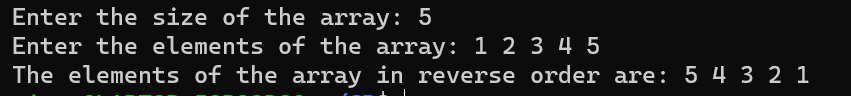 Enter the size of the array: 5
Enter the elements of the array: 1 2 3 4 5
The elements of the array in reverse order are: 5 4 3 2 1